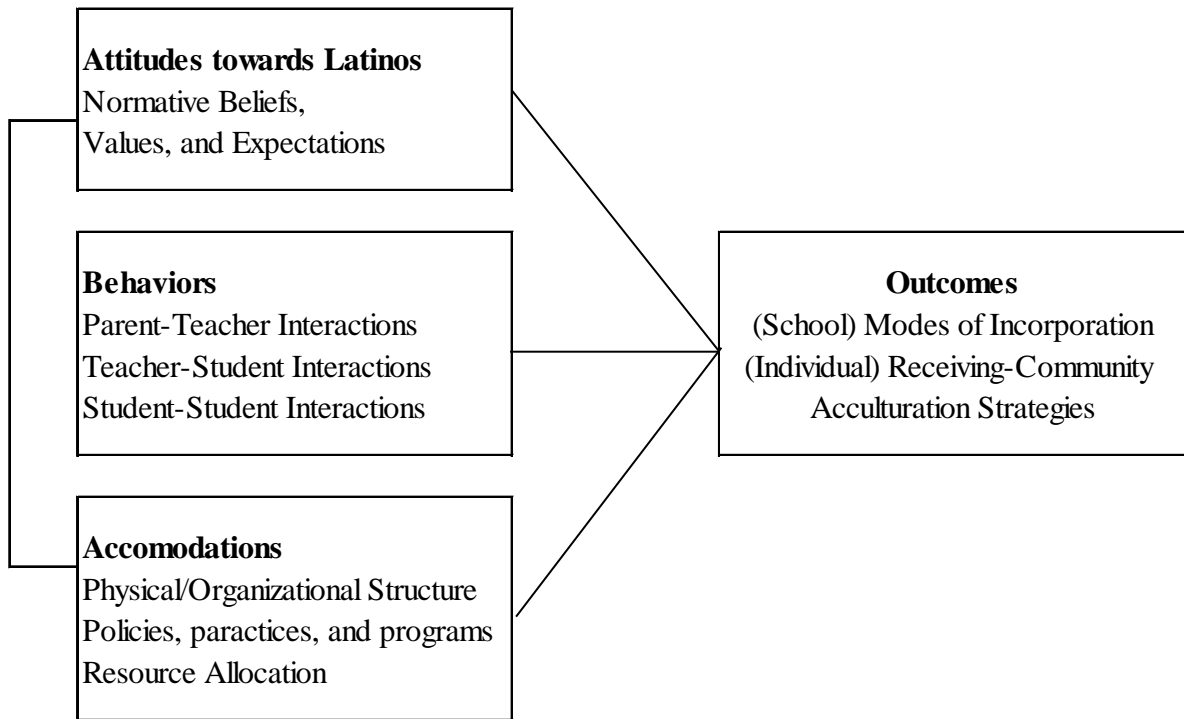 Attitudes towards Latinos
Normative Beliefs,
Values, and Expectations
Behaviors
Parent-Teacher Interactions
Teacher-Student Interactions
Student-Student Interactions
Accomodations
Physical/Organizational Structure
Policies, paractices, and programs
Resource Allocation
Outcomes
(School) Modes of Incorporation
(Individual) Receiving-Community
Acculturation Strategies